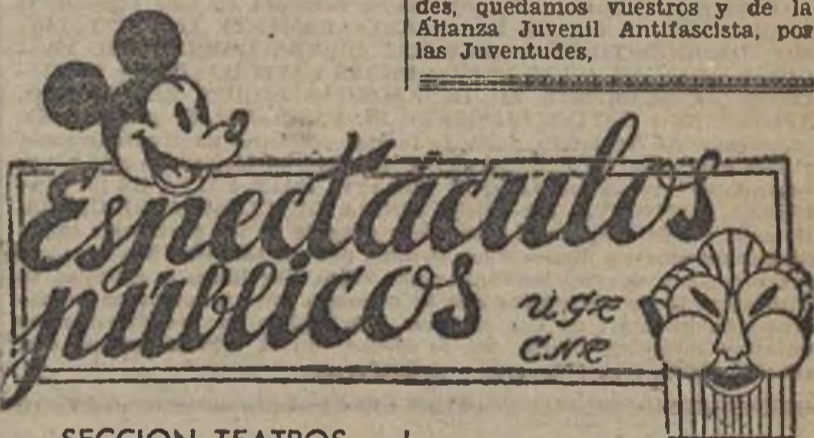 des, quedamos vuestros y de la
Alianza Juvenil Antifascista, por
las Juventudes,
Espectáculos
públicos
UGT
CNT
SECCION TEATROS